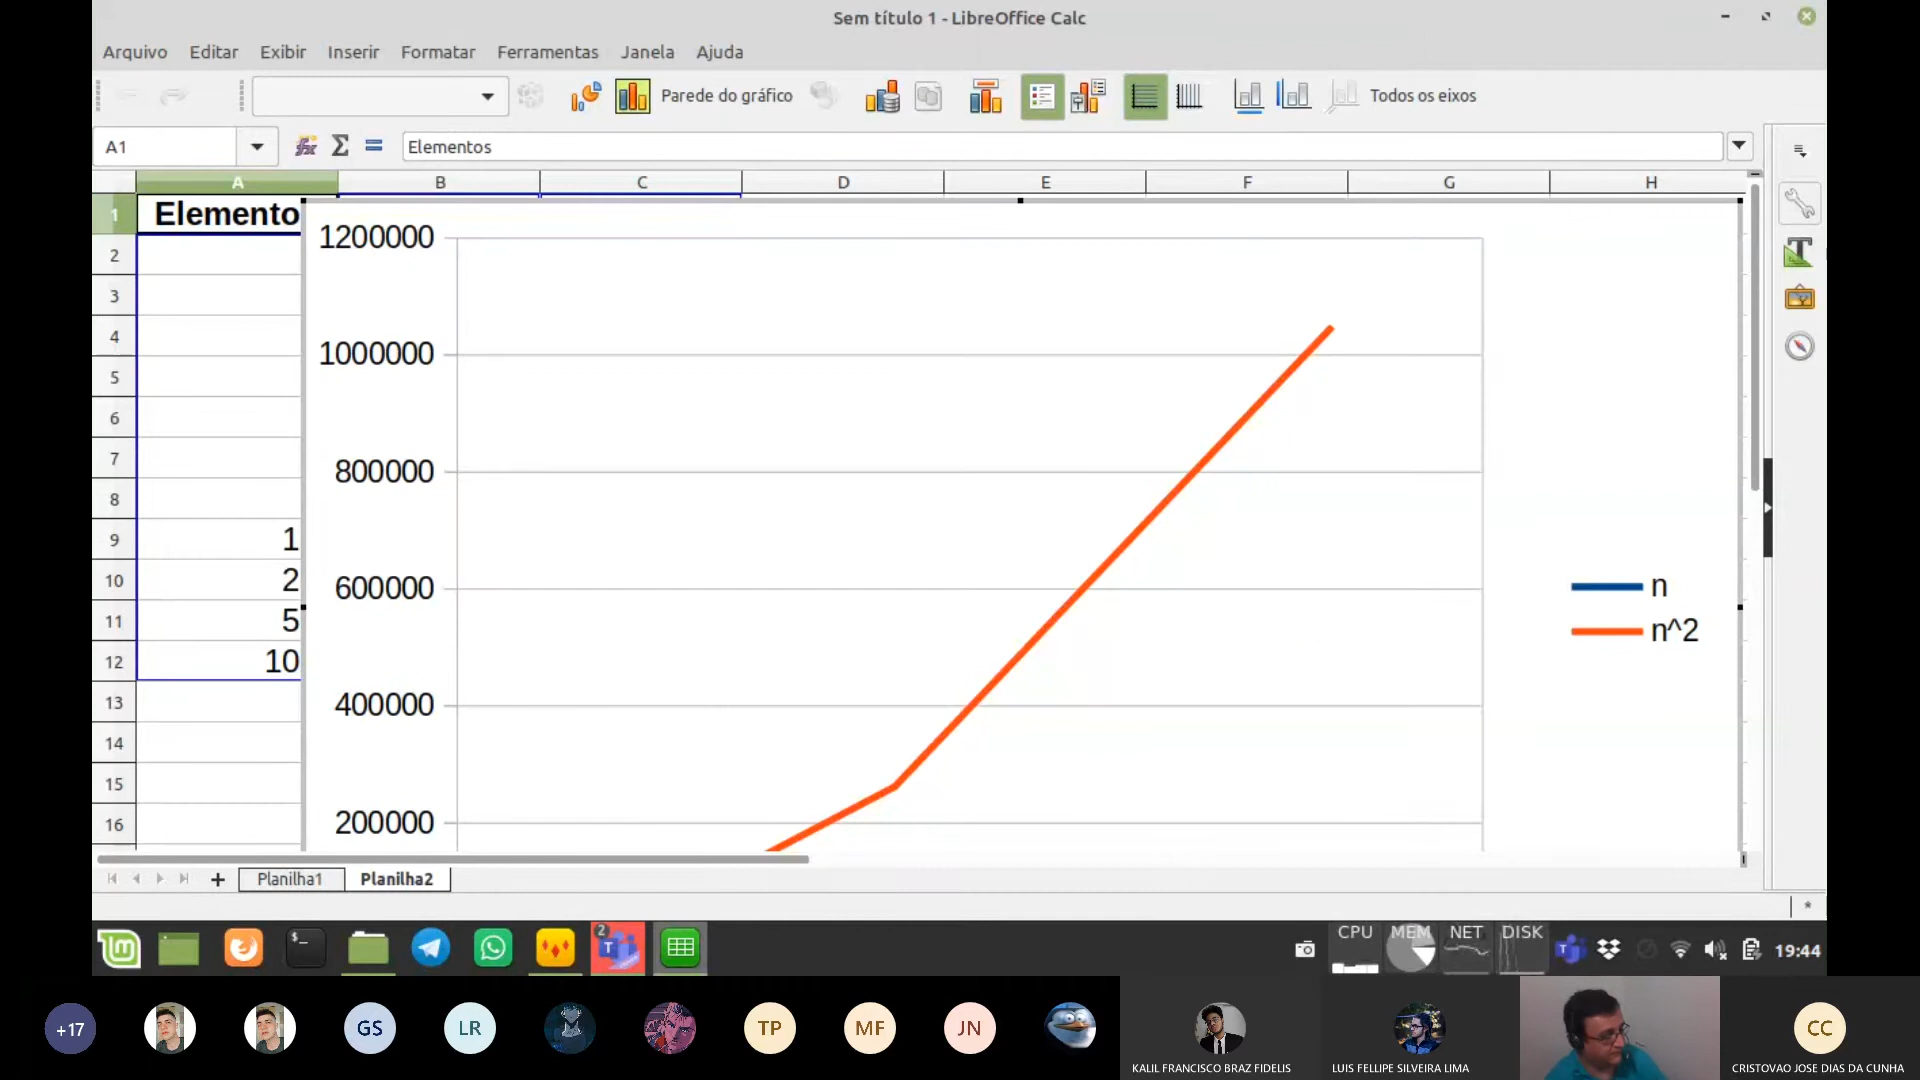 Sem título 1 - LibreOffice Calc
Arquivo Editar Exibir Inserir Formatar Ferramentas Janela Ajuda
Parede do gráfico
Todos os eixos
A1
Elementos
A B C D E F G H
1 Elemento
2
3
4
5
6
7
8
9 1
10 2
11 5
12 10
13
14
15
16
1200000
1000000
800000
600000
400000
200000
n
n^2
Planilha1 Planilha2
2
CPU MEM NET DISK
19:44
+17 GS LR TP MF JN CC
KALIL FRANCISCO BRAZ FIDELIS
LUIS FELLIPE SILVEIRA LIMA
CRISTOVAO JOSE DIAS DA CUNHA